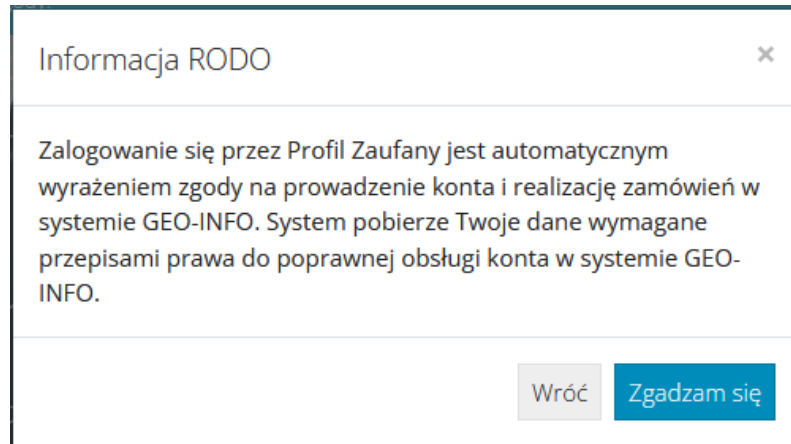 Informacja RODO
×
Zalogowanie się przez Profil Zaufany jest automatycznym
wyrażeniem zgody na prowadzenie konta i realizację zamówień w
systemie GEO-INFO. System pobierze Twoje dane wymagane
przepisami prawa do poprawnej obsługi konta w systemie GEO-
INFO.
Wróć
Zgadzam się